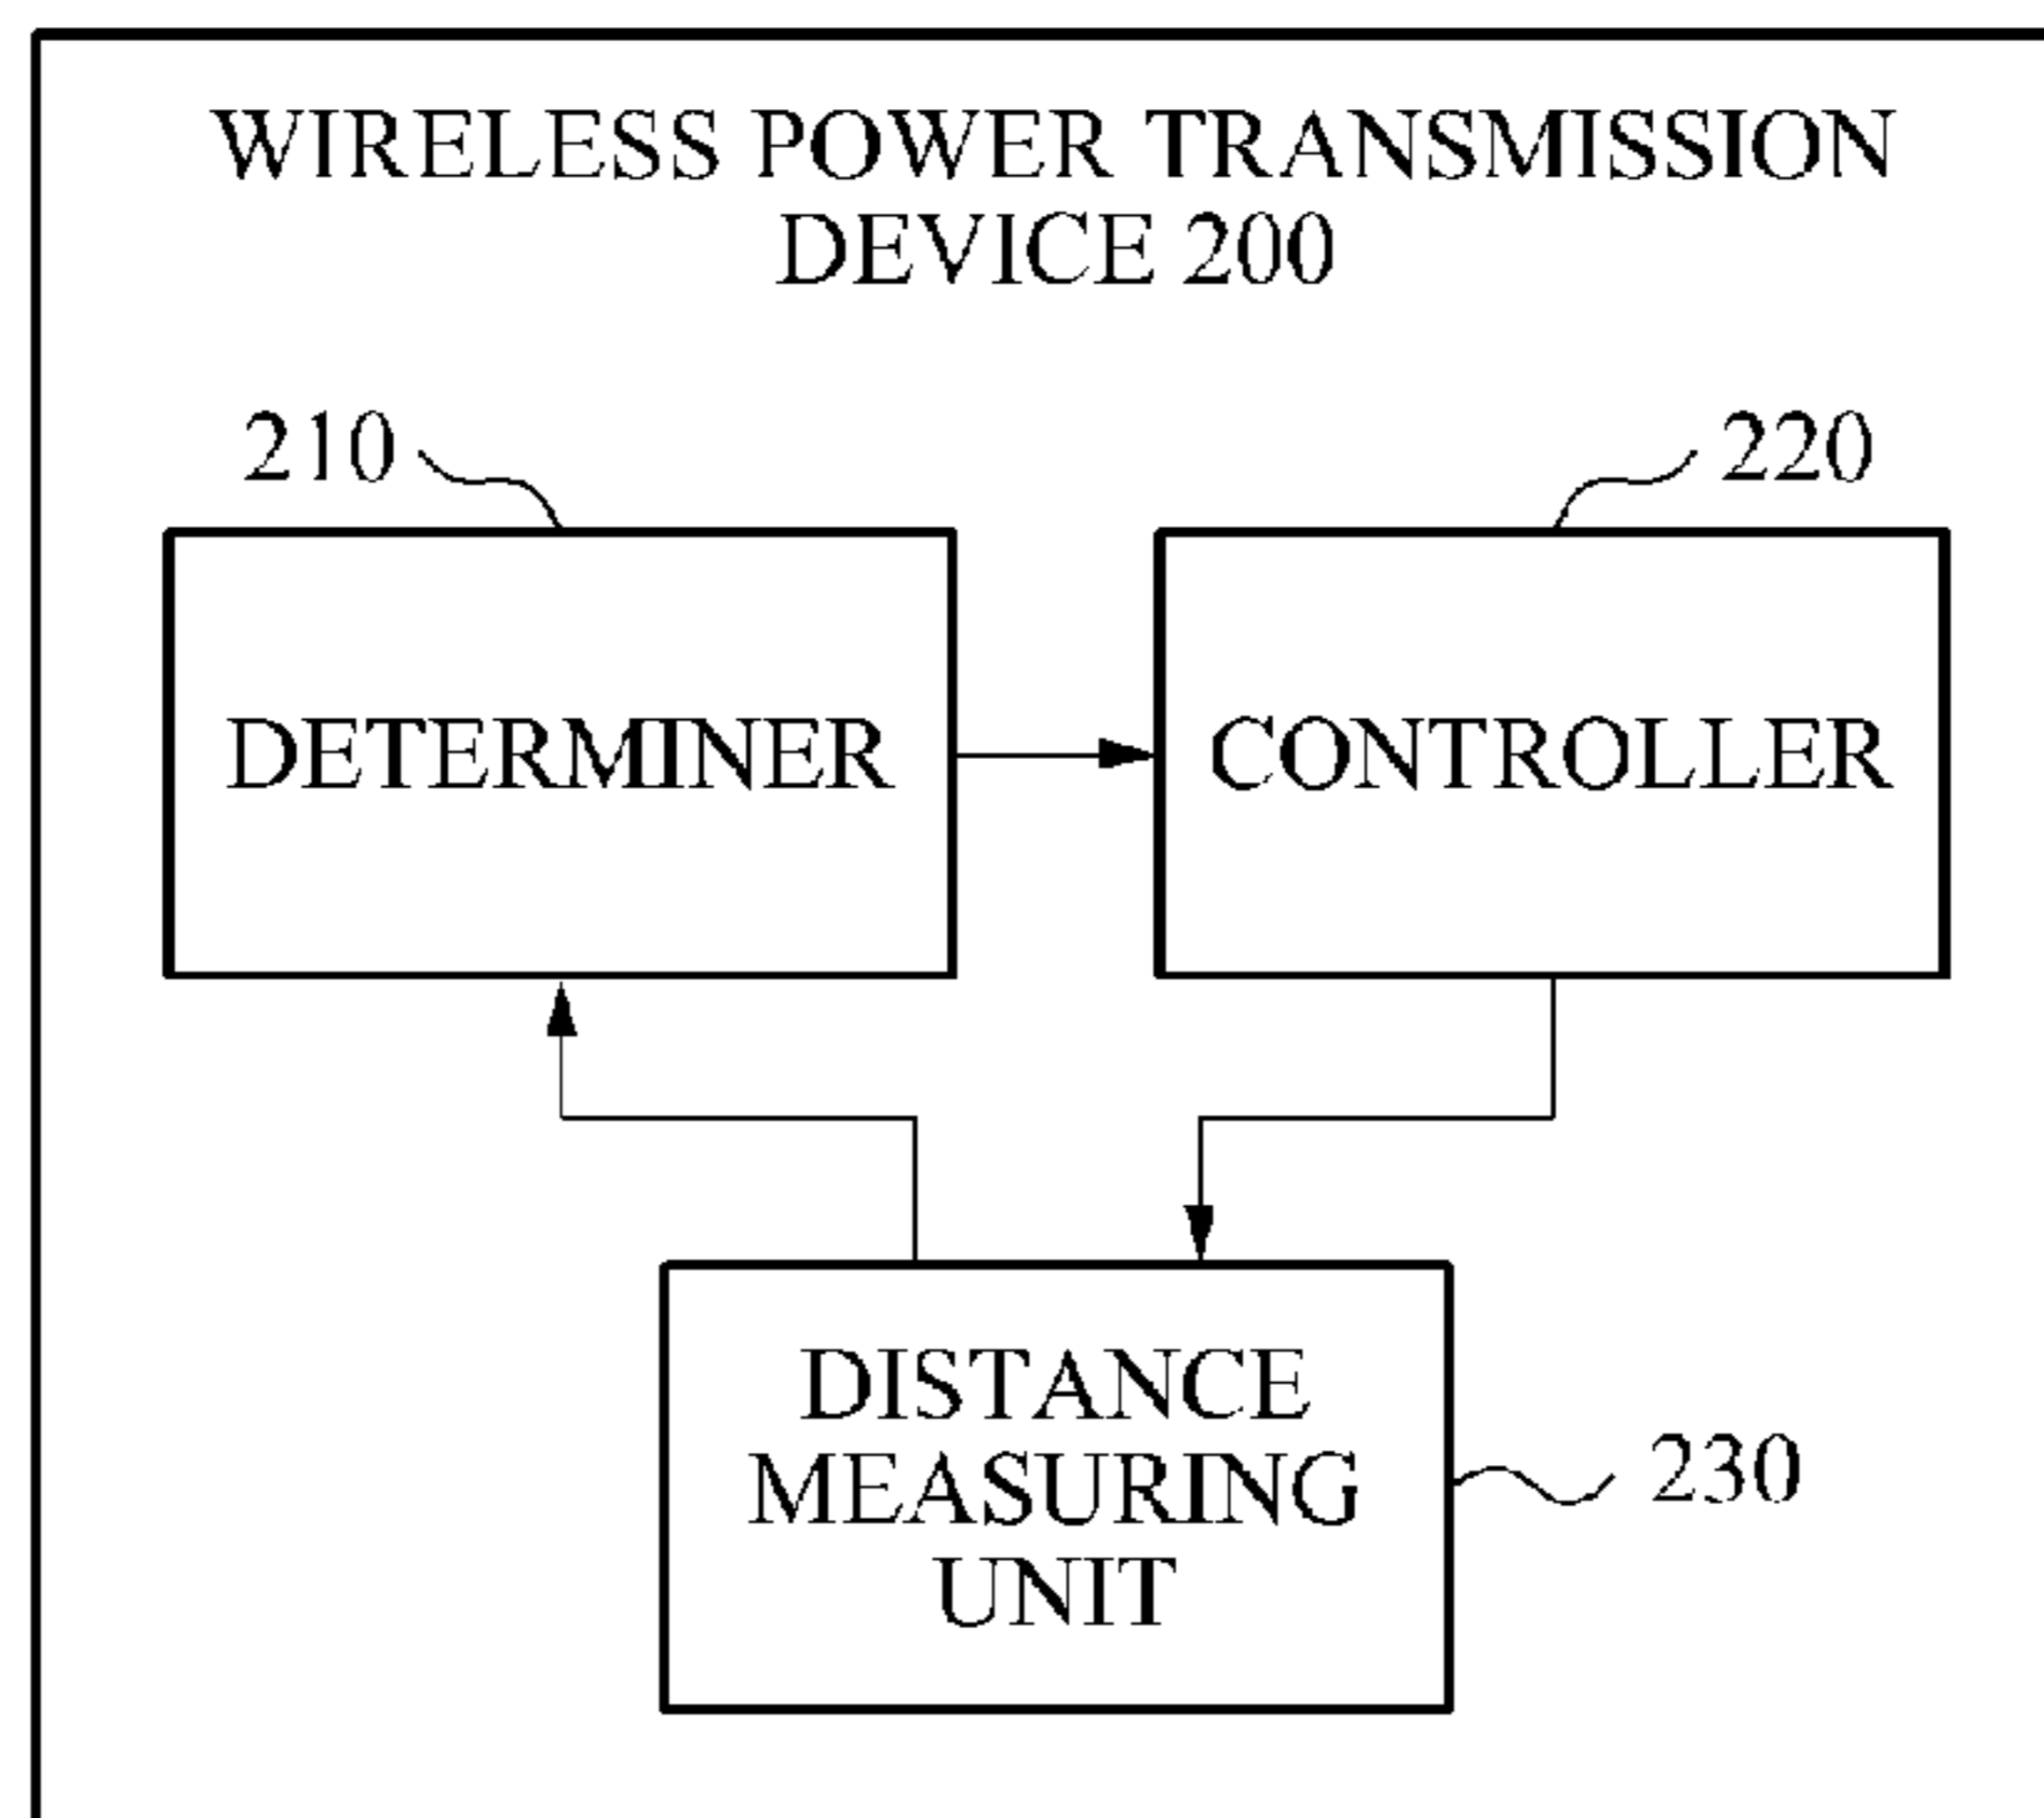 WIRELESS POWER TRANSMISSION
DEVICE 200
210
220
DETERMINER
CONTROLLER
DISTANCE
MEASURING
UNIT
230